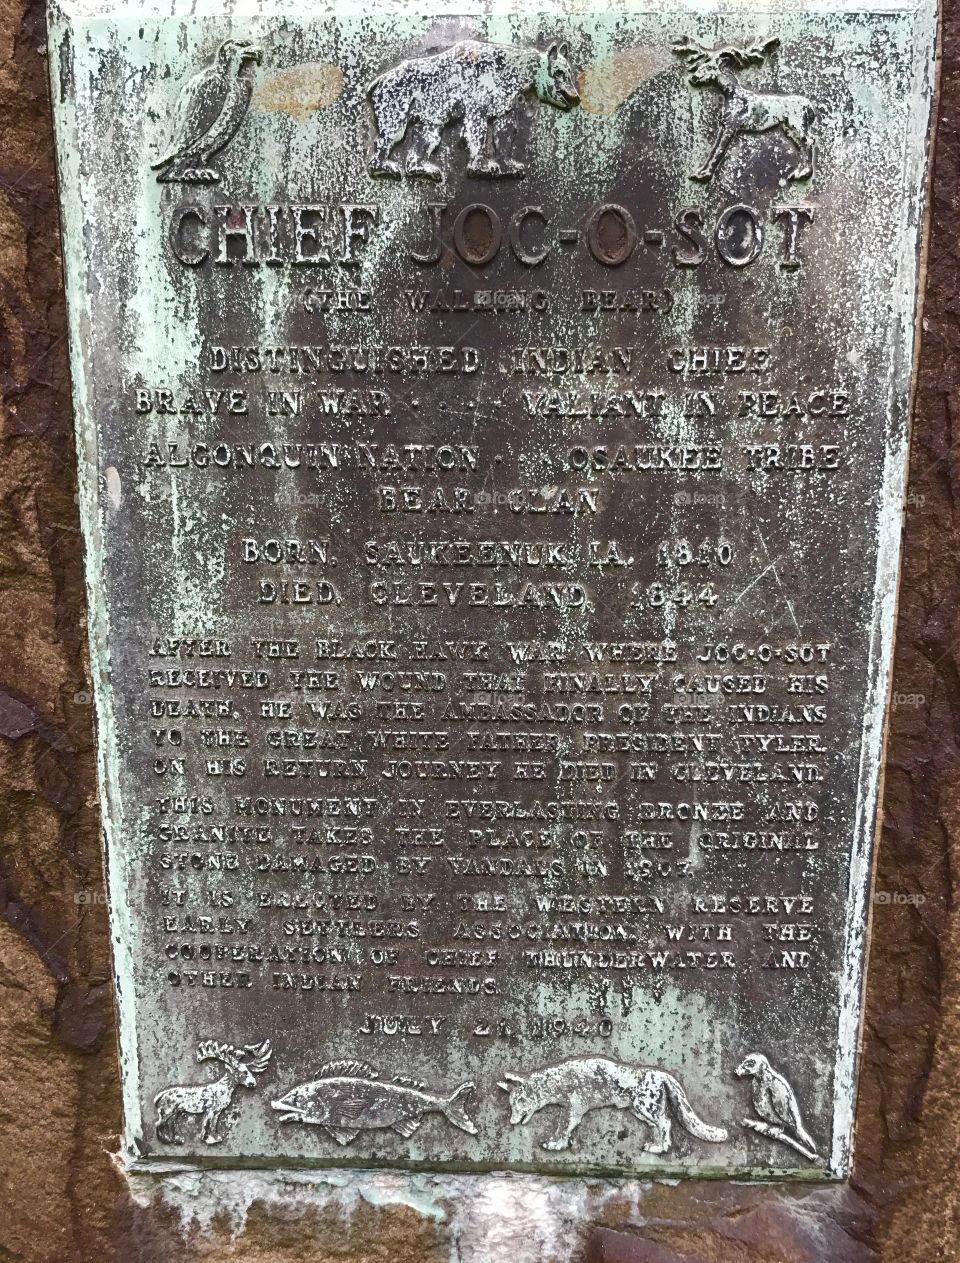 CHIEF JOC-O-SOT
(THE WALKING BEAR)
DISTINGUISHED INDIAN CHIEF
BRAVE IN WAR · · · · VALIANT IN PEACE
ALGONQUIN NATION · · OSAUKEE TRIBE
BEAR CLAN
BORN, SAUKEENUK, IA. 1810
DIED, CLEVELAND, 1844
AFTER THE BLACK HAWK WAR WHERE JOC-O-SOT
RECEIVED THE WOUND THAT FINALLY CAUSED HIS
DEATH, HE WAS THE AMBASSADOR OF THE INDIANS
TO THE GREAT WHITE FATHER, PRESIDENT TYLER.
ON HIS RETURN JOURNEY HE DIED IN CLEVELAND.
THIS MONUMENT IN EVERLASTING BRONZE AND
GRANITE TAKES THE PLACE OF THE ORIGINAL
STONE DAMAGED BY VANDALS IN 1907.
IT IS ERECTED BY THE WESTERN RESERVE
EARLY SETTLERS ASSOCIATION, WITH THE
COOPERATION OF CHIEF THUNDERWATER AND
OTHER INDIAN FRIENDS.
JULY 21, 1940